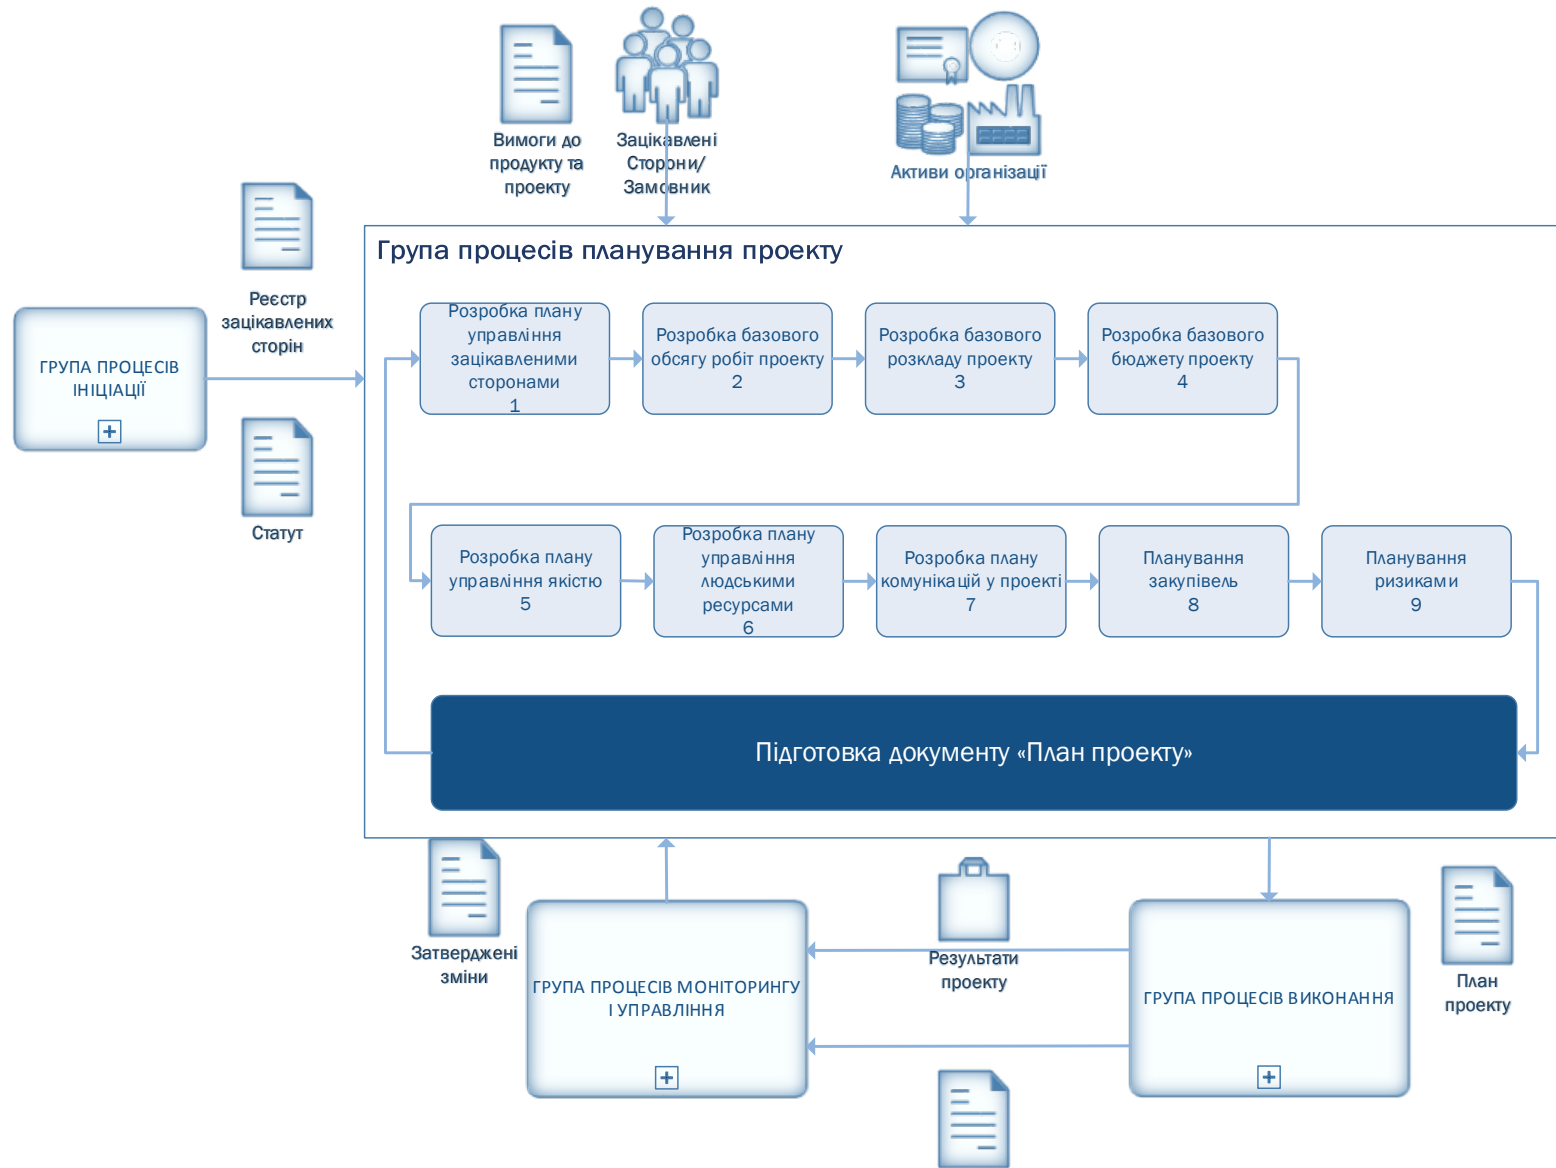 Вимоги до
продукту та
проекту
Зацікавлені
Сторони/
Замовник
Активи організації
Реєстр
зацікавлених
сторін
ГРУПА ПРОЦЕСІВ
ІНІЦІАЦІЇ
Статут
Група процесів планування проекту
Розробка плану
управління
зацікавленими
сторонами
1
Розробка базового
обсягу робіт проекту
2
Розробка базового
розкладу проекту
3
Розробка базового
бюджету проекту
4
Розробка плану
управління якістю
5
Розробка плану
управління
людськими
ресурсами
6
Розробка плану
комунікацій у проекті
7
Планування
закупівель
8
Планування
ризиками
9
Підготовка документу «План проекту»
Затверджені
зміни
ГРУПА ПРОЦЕСІВ МОНІТОРИНГУ
І УПРАВЛІННЯ
Результати
проекту
ГРУПА ПРОЦЕСІВ ВИКОНАННЯ
План
проекту